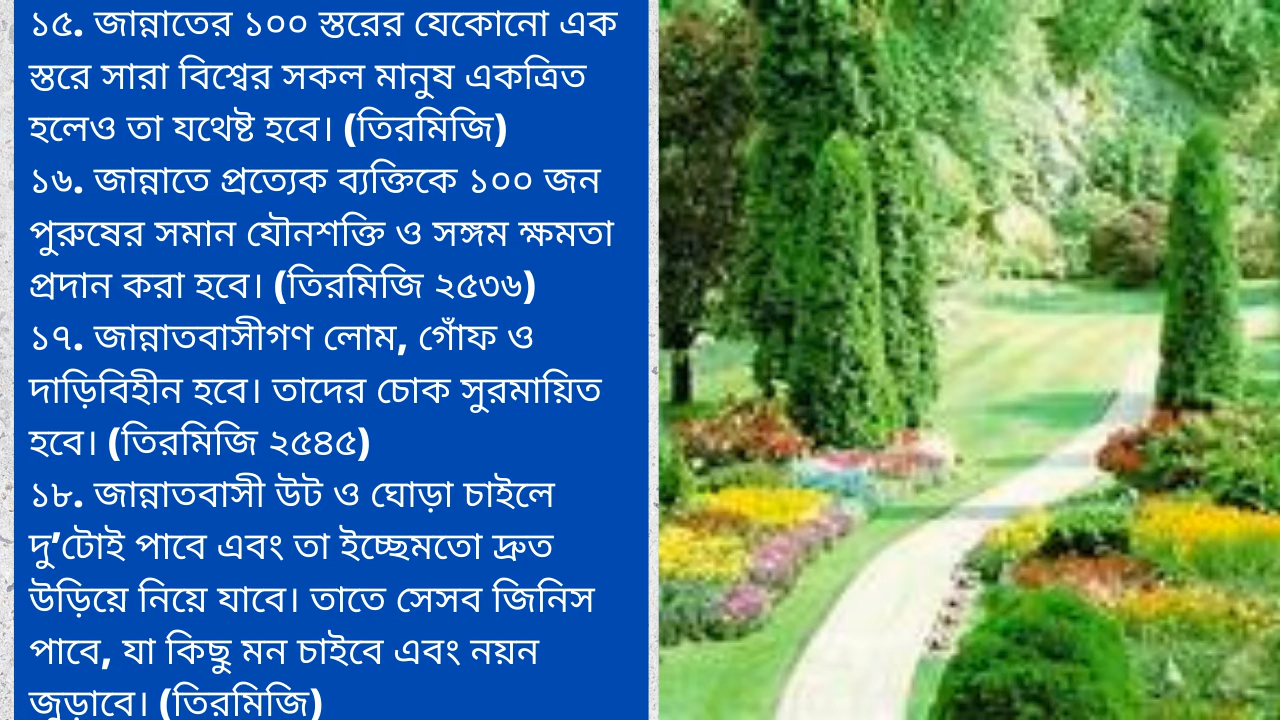 ১৫. জান্নাতের ১০০ স্তরের যেকোনো এক
স্তরে সারা বিশ্বের সকল মানুষ একত্রিত
হলেও তা যথেষ্ট হবে। (তিরমিজি)
১৬. জান্নাতে প্রত্যেক ব্যক্তিকে ১০০ জন
পুরুষের সমান যৌনশক্তি ও সঙ্গম ক্ষমতা
প্রদান করা হবে। (তিরমিজি ২৫৩৬)
১৭. জান্নাতবাসীগণ লোম, গোঁফ ও
দাড়িবিহীন হবে। তাদের চোক সুরমায়িত
হবে। (তিরমিজি ২৫৪৫)
১৮. জান্নাতবাসী উট ও ঘোড়া চাইলে
দু’টোই পাবে এবং তা ইচ্ছেমতো দ্রুত
উড়িয়ে নিয়ে যাবে। তাতে সেসব জিনিস
পাবে, যা কিছু মন চাইবে এবং নয়ন
জুড়াবে। (তিরমিজি)